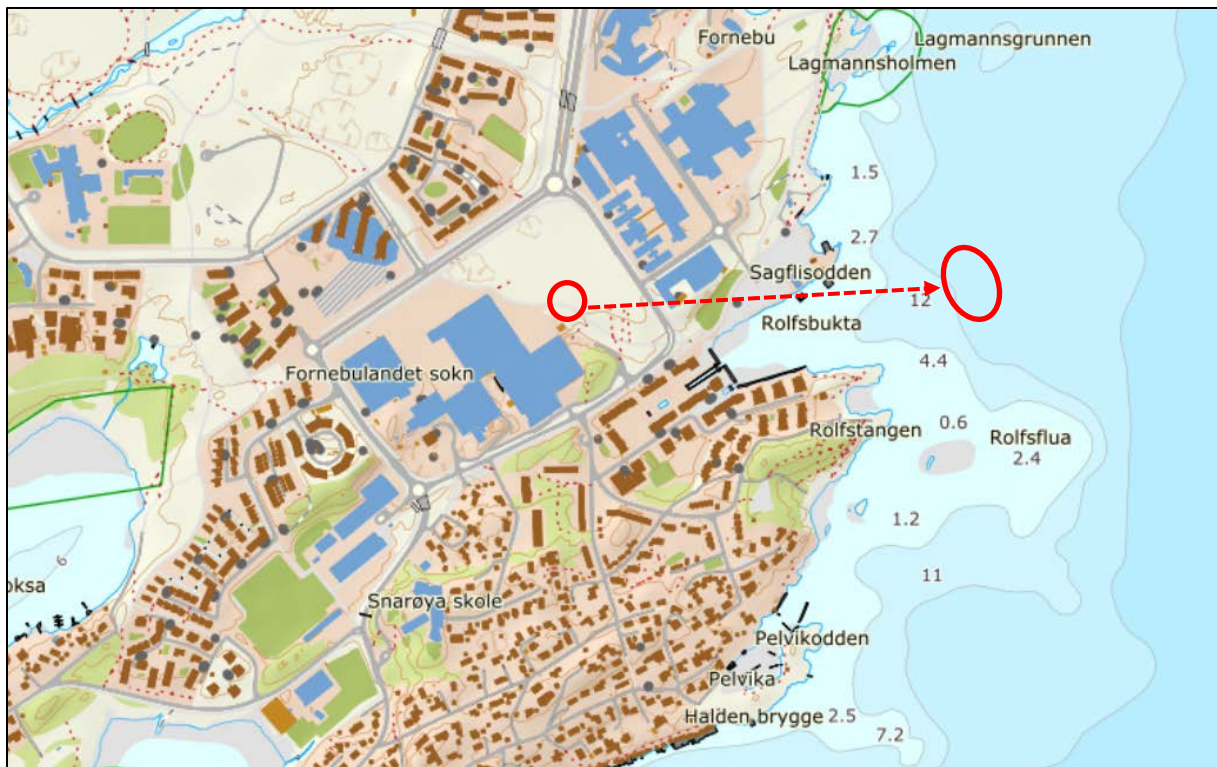 Fornebu
Lagmannsgrunnen
Lagmannsholmen
1.5
2.7
Sagflisodden
12
Rolfsbukta
4.4
Fornebulandet sokn
Rolfstangen
0.6
Rolfsflua
2.4
1.2
6
11
oksa
Snarøya skole
Pelvikodden
Pelvika
Halden brygge
2.5
7.2